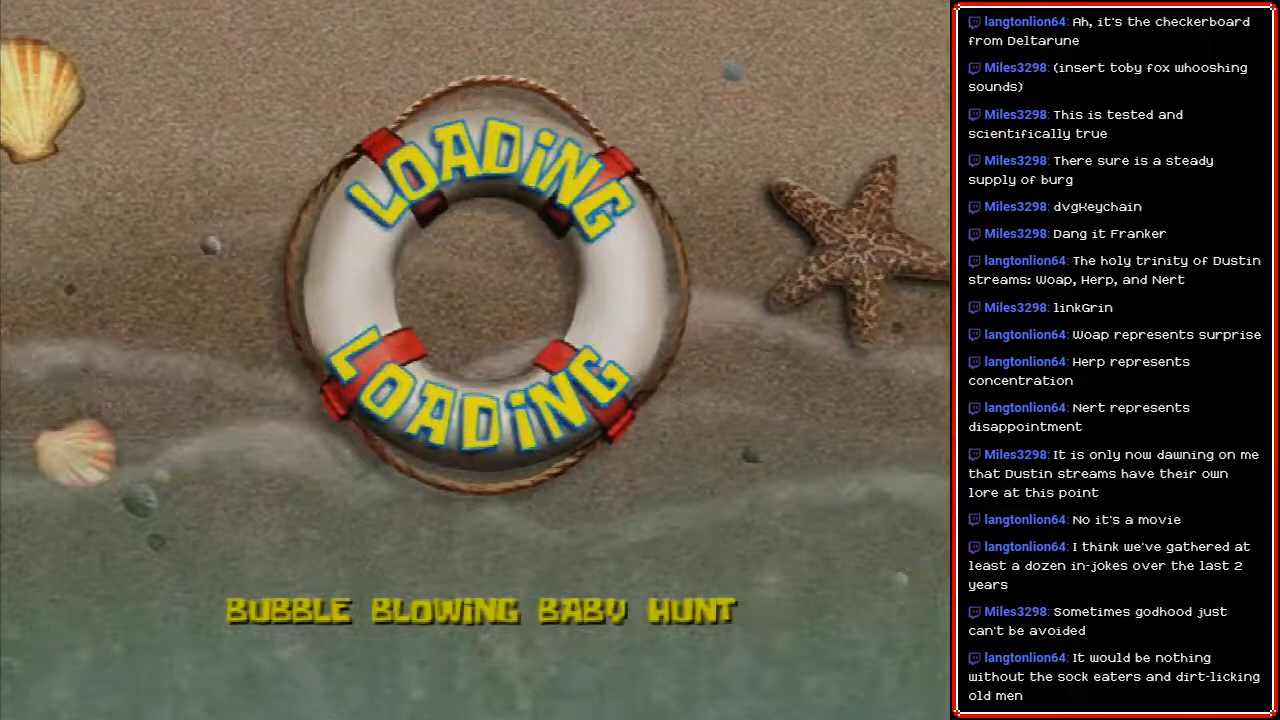 LOADING
LOADING
BUBBLE BLOWING BABY HUNT
langtonlion64: Ah, it's the checkerboard
from Deltarune
Miles3298: (insert toby fox whooshing
sounds)
Miles3298: This is tested and
scientifically true
Miles3298: There sure is a steady
supply of burg
Miles3298: dvgKeychain
Miles3298: Dang it Franker
langtonlion64: The holy trinity of Dustin
streams: Woap, Herp, and Nert
Miles3298: linkGrin
langtonlion64: Woap represents surprise
langtonlion64: Herp represents
concentration
langtonlion64: Nert represents
disappointment
Miles3298: It is only now dawning on me
that Dustin streams have their own
lore at this point
langtonlion64: No it's a movie
langtonlion64: I think we've gathered at
least a dozen in-jokes over the last 2
years
Miles3298: Sometimes godhood just
can't be avoided
langtonlion64: It would be nothing
without the sock eaters and dirt-licking
old men